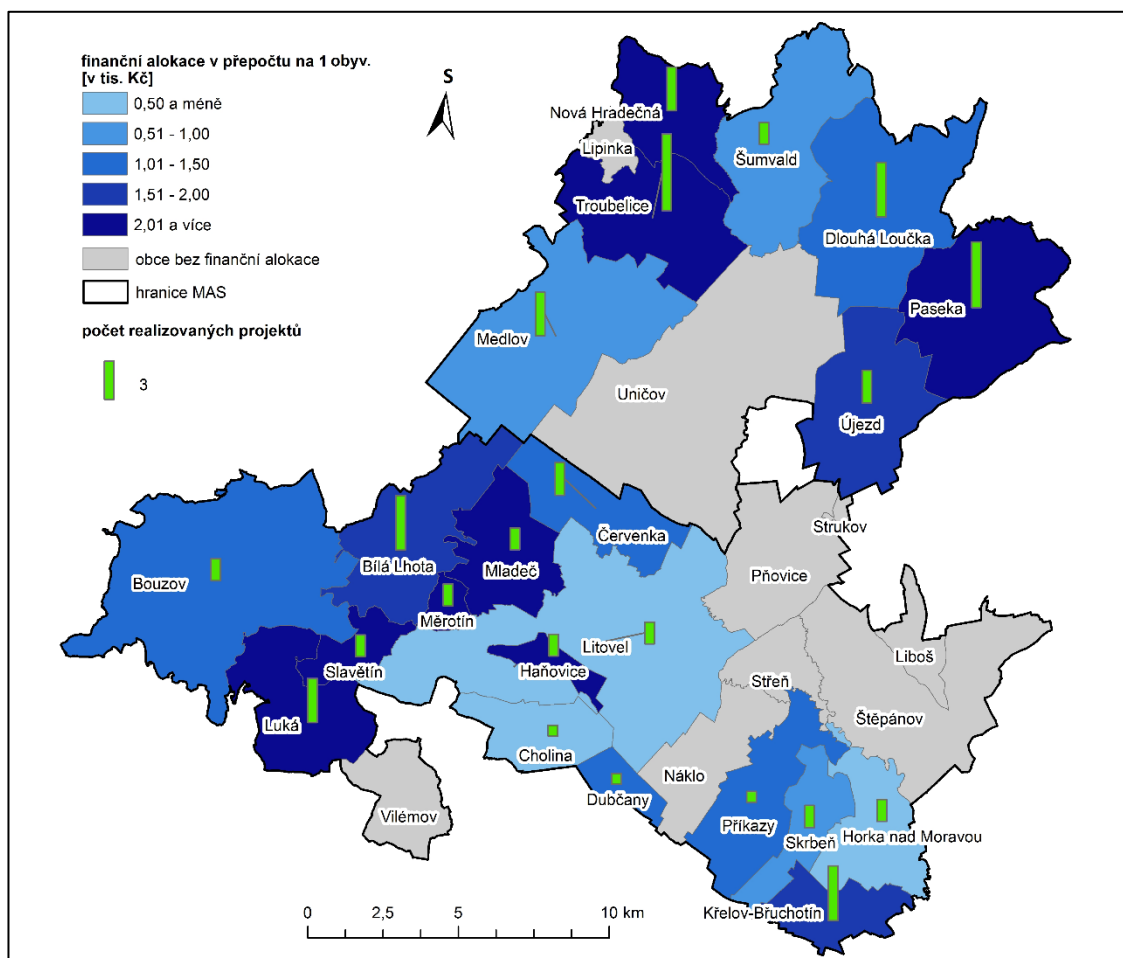 finanční alokace v přepočtu na 1 obyv.
[v tis. Kč]
0,50 a méně
0,51 - 1,00
1,01 - 1,50
1,51 - 2,00
2,01 a více
obce bez finanční alokace
hranice MAS
počet realizovaných projektů
3
S
Nová Hradečná
Lipinka
Šumvald
Troubelice
Dlouhá Loučka
Paseka
Medlov
Uničov
Újezd
Strukov
Červenka
Bílá Lhota
Mladeč
Pňovice
Bouzov
Měrotín
Litovel
Liboš
Slavětín
Haňovice
Střeň
Štěpánov
Luká
Cholina
Náklo
Dubčany
Vilémov
Příkazy
Skrbeň
Horka nad Moravou
Křelov-Břuchotín
0 2,5 5 10 km